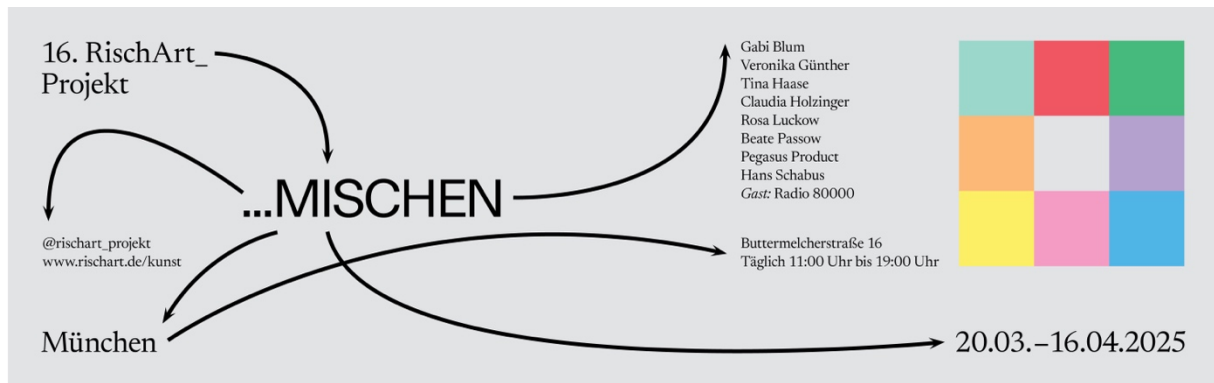 16. RischArt_
Projekt
...MISCHEN
@rischart_projekt
www.rischart.de/kunst
München
Gabi Blum
Veronika Günther
Tina Haase
Claudia Holzinger
Rosa Luckow
Beate Passow
Pegasus Product
Hans Schabus
Gast: Radio 80000
Buttermelcherstraße 16
Täglich 11:00 Uhr bis 19:00 Uhr
20.03.–16.04.2025